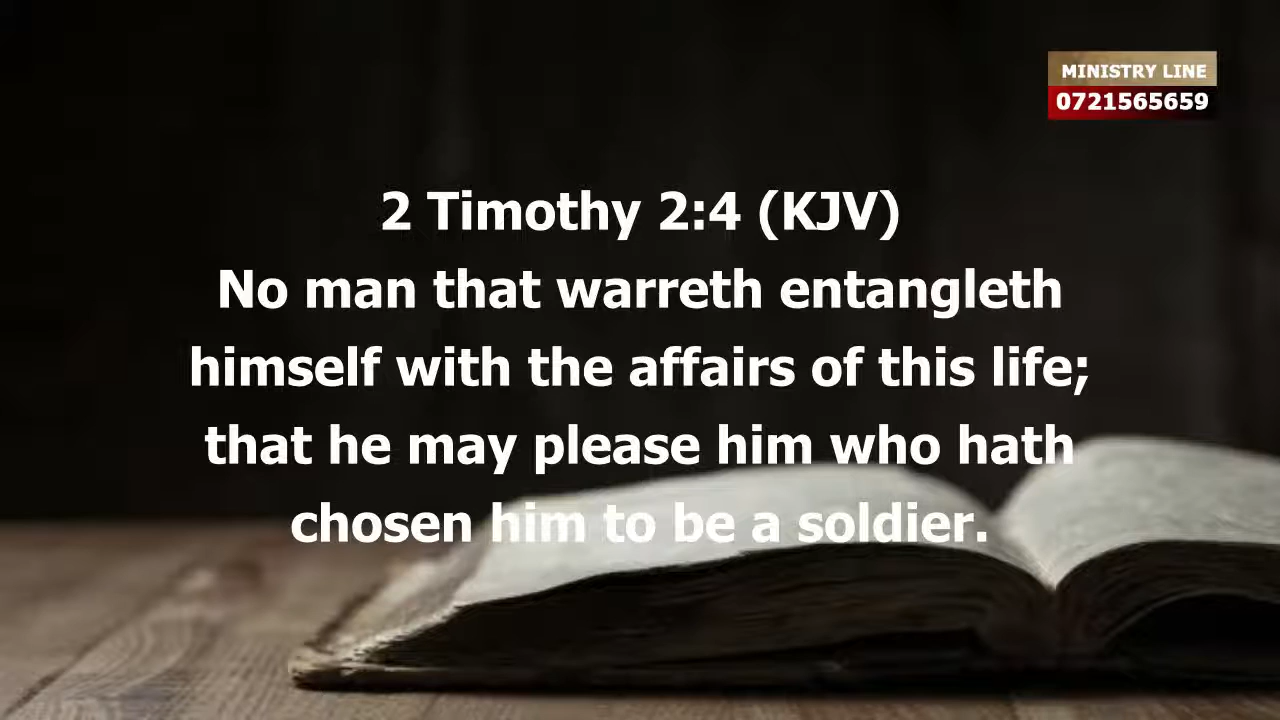 MINISTRY LINE
0721565659
2 Timothy 2:4 (KJV)
No man that warreth entangleth
himself with the affairs of this life;
that he may please him who hath
chosen him to be a soldier.